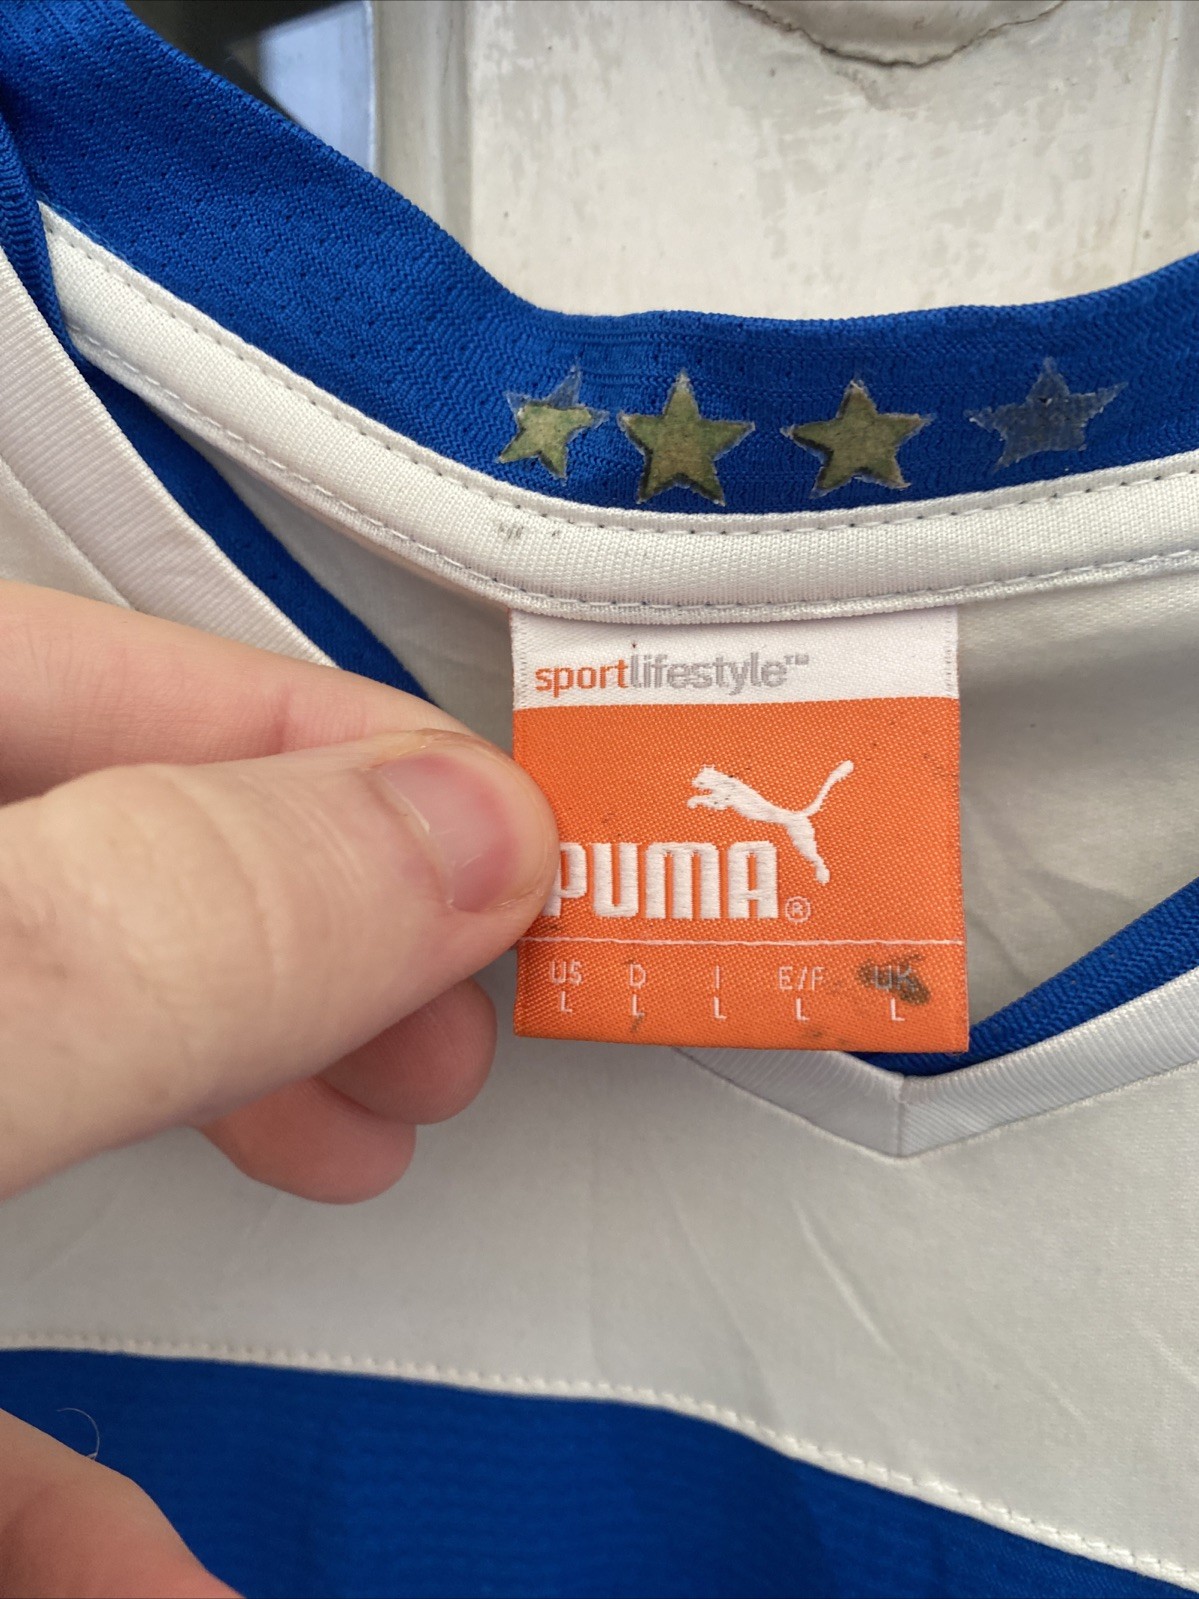 sportlifestyle™
PUMA®
US D I E/F UK
L L L L L